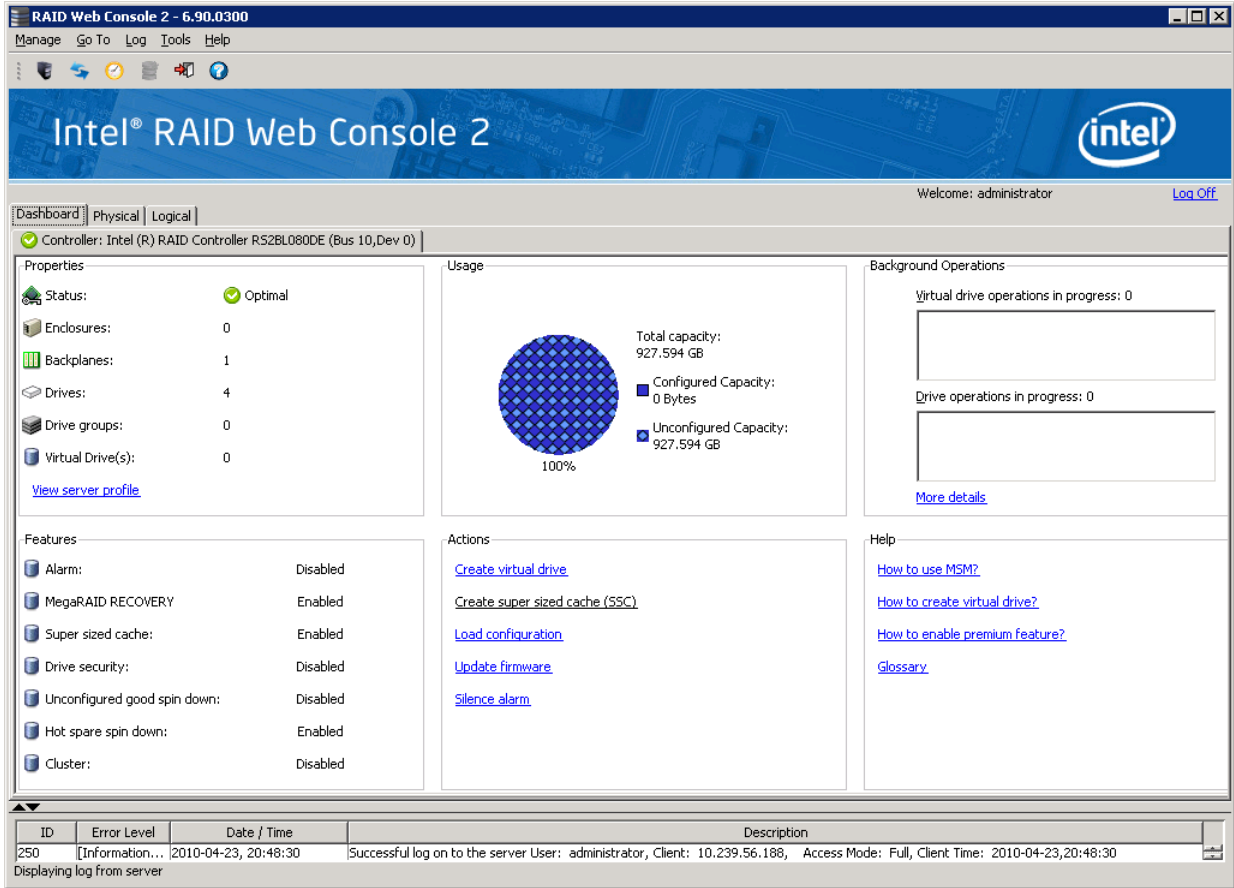 RAID Web Console 2 - 6.90.0300
Manage Go To Log Tools Help
Intel® RAID Web Console 2
intel
Welcome: administrator Log Off
Dashboard Physical Logical
Controller: Intel (R) RAID Controller RS2BL080DE (Bus 10,Dev 0)
Properties
Status: Optimal
Enclosures: 0
Backplanes: 1
Drives: 4
Drive groups: 0
Virtual Drive(s): 0
View server profile
Usage
Total capacity:
927.594 GB
Configured Capacity:
0 Bytes
Unconfigured Capacity:
927.594 GB
100%
Background Operations
Virtual drive operations in progress: 0
Drive operations in progress: 0
More details
Features
Alarm: Disabled
MegaRAID RECOVERY Enabled
Super sized cache: Enabled
Drive security: Disabled
Unconfigured good spin down: Disabled
Hot spare spin down: Enabled
Cluster: Disabled
Actions
Create virtual drive
Create super sized cache (SSC)
Load configuration
Update firmware
Silence alarm
Help
How to use MSM?
How to create virtual drive?
How to enable premium feature?
Glossary
ID Error Level Date / Time Description
250 [Information... 2010-04-23, 20:48:30 Successful log on to the server User: administrator, Client: 10.239.56.188, Access Mode: Full, Client Time: 2010-04-23,20:48:30
Displaying log from server